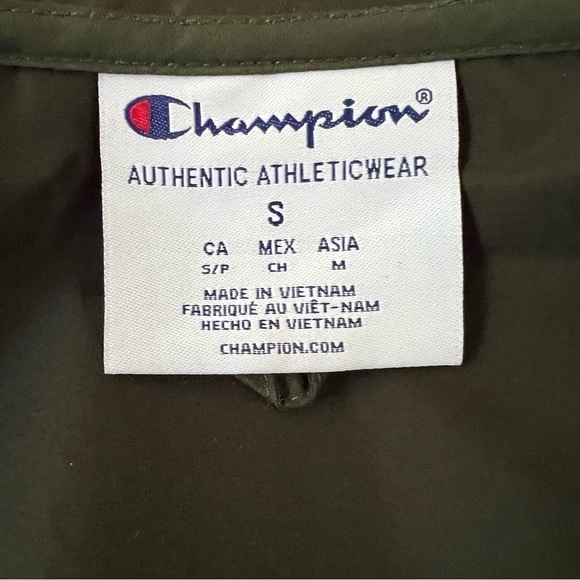 Champion®
AUTHENTIC ATHLETICWEAR
S
CA MEX ASIA
S/P CH M
MADE IN VIETNAM
FABRIQUÉ AU VIÊT-NAM
HECHO EN VIETNAM
CHAMPION.COM